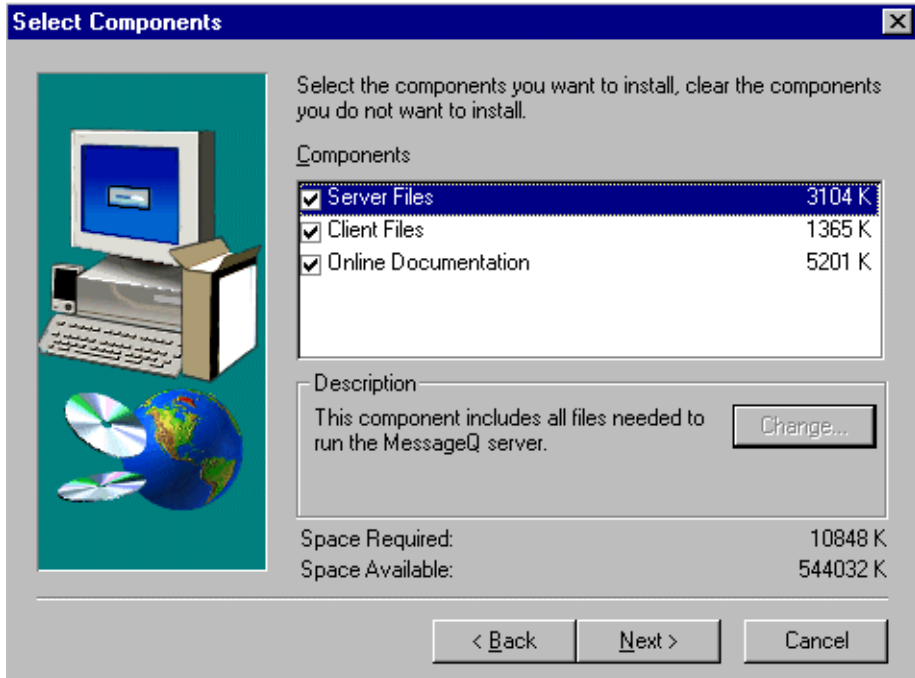 Select Components
Select the components you want to install, clear the components
you do not want to install.
Components
Server Files 3104 K
Client Files 1365 K
Online Documentation 5201 K
Description
This component includes all files needed to
run the MessageQ server.
Change...
Space Required: 10848 K
Space Available: 544032 K
< Back Next > Cancel